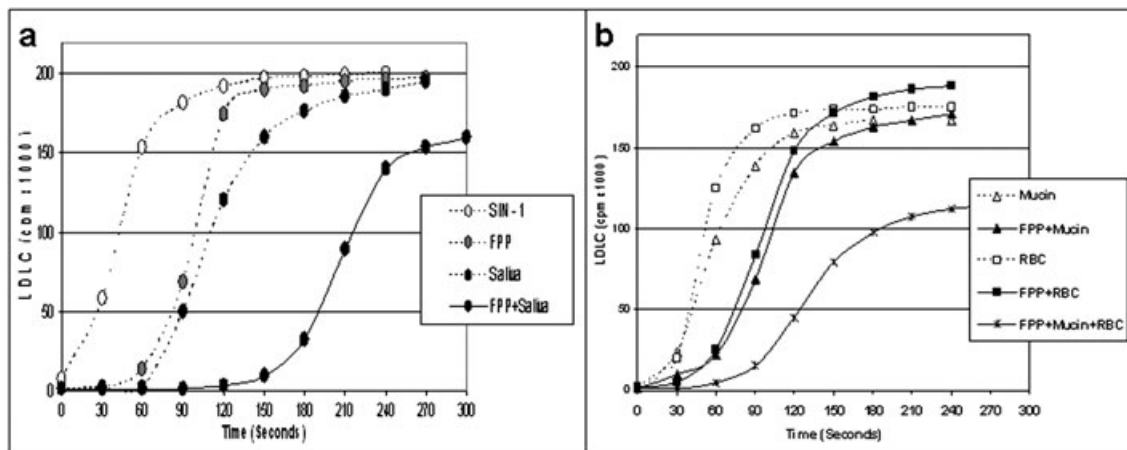 a
200
150
100
50
0
LDLC (cpm x 1000)
0 30 60 90 120 150 180 210 240 270 300
Time (Seconds)
SIN-1
FPP
Saliva
FPP+Saliva
b
200
150
100
50
0
LDLC (cpm x1000)
0 30 60 90 120 150 180 210 240 270 300
Time (Seconds)
Mucin
FPP+Mucin
RBC
FPP+RBC
FPP+Mucin+RBC